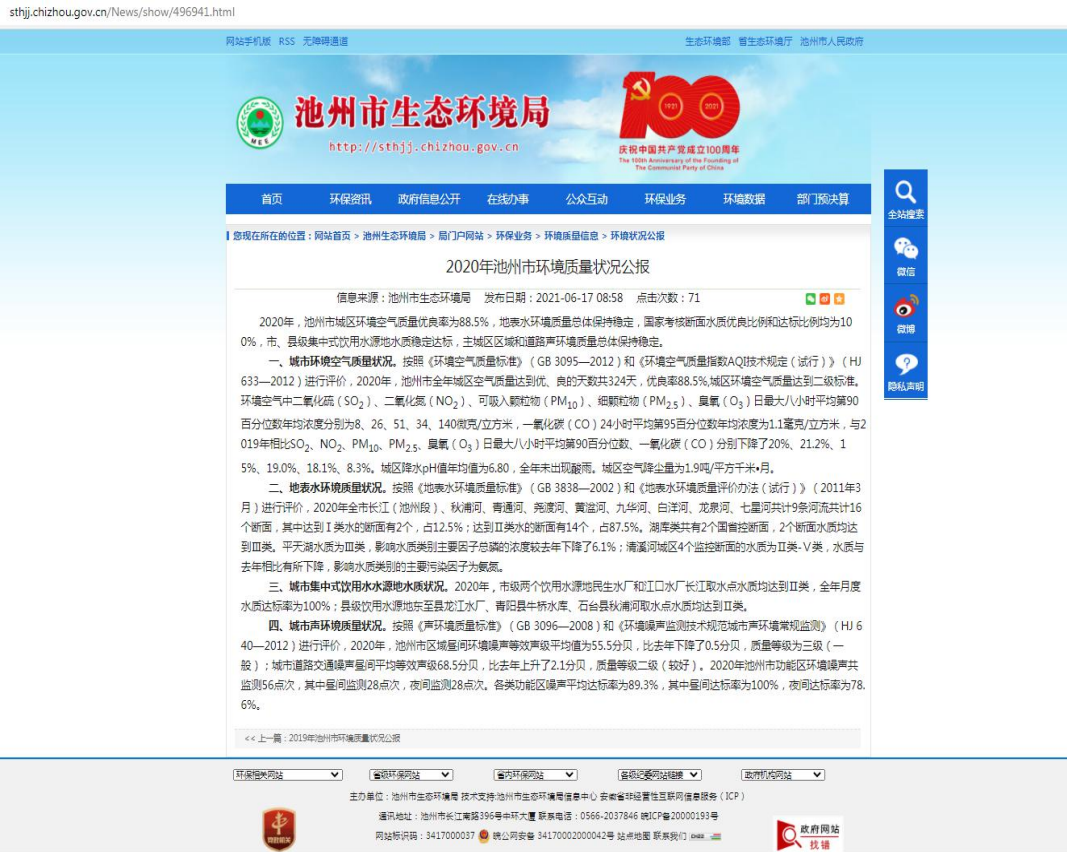 sthjj.chizhou.gov.cn/News/show/496941.html
网站手机版 RSS 无障碍通道
生态环境部 省生态环境厅 池州市人民政府
MEE
池州市生态环境局
http://sthjj.chizhou.gov.cn
1921 2021
庆祝中国共产党成立100周年
The 100th Anniversary of the Founding of
The Communist Party of China
首页 环保资讯 政府信息公开 在线办事 公众互动 环保业务 环境数据 部门预决算
全站搜索
微信
微博
隐私声明
您现在所在的位置：网站首页 > 池州生态环境局 > 局门户网站 > 环保业务 > 环境质量信息 > 环境状况公报
2020年池州市环境质量状况公报
信息来源：池州市生态环境局 发布日期：2021-06-17 08:58 点击次数：71
2020年，池州市城区环境空气质量优良率为88.5%，地表水环境质量总体保持稳定，国家考核断面水质优良比例和达标比例均为10
0%，市、县级集中式饮用水源地水质稳定达标，主城区区域和道路声环境质量总体保持稳定。
一、城市环境空气质量状况。按照《环境空气质量标准》（GB 3095—2012）和《环境空气质量指数AQI技术规定（试行）》（HJ
633—2012）进行评价，2020年，池州市全年城区空气质量达到优、良的天数共324天，优良率88.5%,城区环境空气质量达到二级标准。
环境空气中二氧化硫（SO₂）、二氧化氮（NO₂）、可吸入颗粒物（PM₁₀）、细颗粒物（PM₂.₅）、臭氧（O₃）日最大八小时平均第90
百分位数年均浓度分别为8、26、51、34、140微克/立方米，一氧化碳（CO）24小时平均第95百分位数年均浓度为1.1毫克/立方米，与2
019年相比SO₂、NO₂、PM₁₀、PM₂.₅、臭氧（O₃）日最大八小时平均第90百分位数、一氧化碳（CO）分别下降了20%、21.2%、1
5%、19.0%、18.1%、8.3%。城区降水pH值年均值为6.80，全年未出现酸雨。城区空气降尘量为1.9吨/平方千米•月。
二、地表水环境质量状况。按照《地表水环境质量标准》（GB 3838—2002）和《地表水环境质量评价办法（试行）》（2011年3
月）进行评价，2020年全市长江（池州段）、秋浦河、青通河、尧渡河、黄湓河、九华河、白洋河、龙泉河、七星河共计9条河流共计16
个断面，其中达到Ⅰ类水的断面有2个，占12.5%；达到Ⅱ类水的断面有14个，占87.5%。湖库类共有2个国省控断面，2个断面水质均达
到Ⅲ类。平天湖水质为Ⅲ类，影响水质类别主要因子总磷的浓度较去年下降了6.1%；清溪河城区4个监控断面的水质为Ⅱ类-Ⅴ类，水质与
去年相比有所下降，影响水质类别的主要污染因子为氨氮。
三、城市集中式饮用水水源地水质状况。2020年，市级两个饮用水源地民生水厂和江口水厂长江取水点水质均达到Ⅱ类，全年月度
水质达标率为100%；县级饮用水源地东至县龙江水厂、青阳县牛桥水库、石台县秋浦河取水点水质均达到Ⅱ类。
四、城市声环境质量状况。按照《声环境质量标准》（GB 3096—2008）和《环境噪声监测技术规范城市声环境常规监测》（HJ 6
40—2012）进行评价，2020年，池州市区域昼间环境噪声等效声级平均值为55.5分贝，比去年下降了0.5分贝，质量等级为三级（一
般）；城市道路交通噪声昼间平均等效声级68.5分贝，比去年上升了2.1分贝，质量等级二级（较好）。2020年池州市功能区环境噪声共
监测56点次，其中昼间监测28点次，夜间监测28点次。各类功能区噪声平均达标率为89.3%，其中昼间达标率为100%，夜间达标率为78.
6%。
<< 上一篇：2019年池州市环境质量状况公报
环保相关网站 省级环保网站 省内环保网站 各级纪委网站链接 政府机构网站
主办单位：池州市生态环境局 技术支持:池州市生态环境局信息中心 安徽省非经营性互联网信息服务（ICP）
通讯地址：池州市长江南路396号中环大厦 联系电话：0566-2037846 皖ICP备20000193号
网站标识码：3417000037 皖公网安备 34170002000042号 站点地图 联系我们
党政机关
政府网站
找错